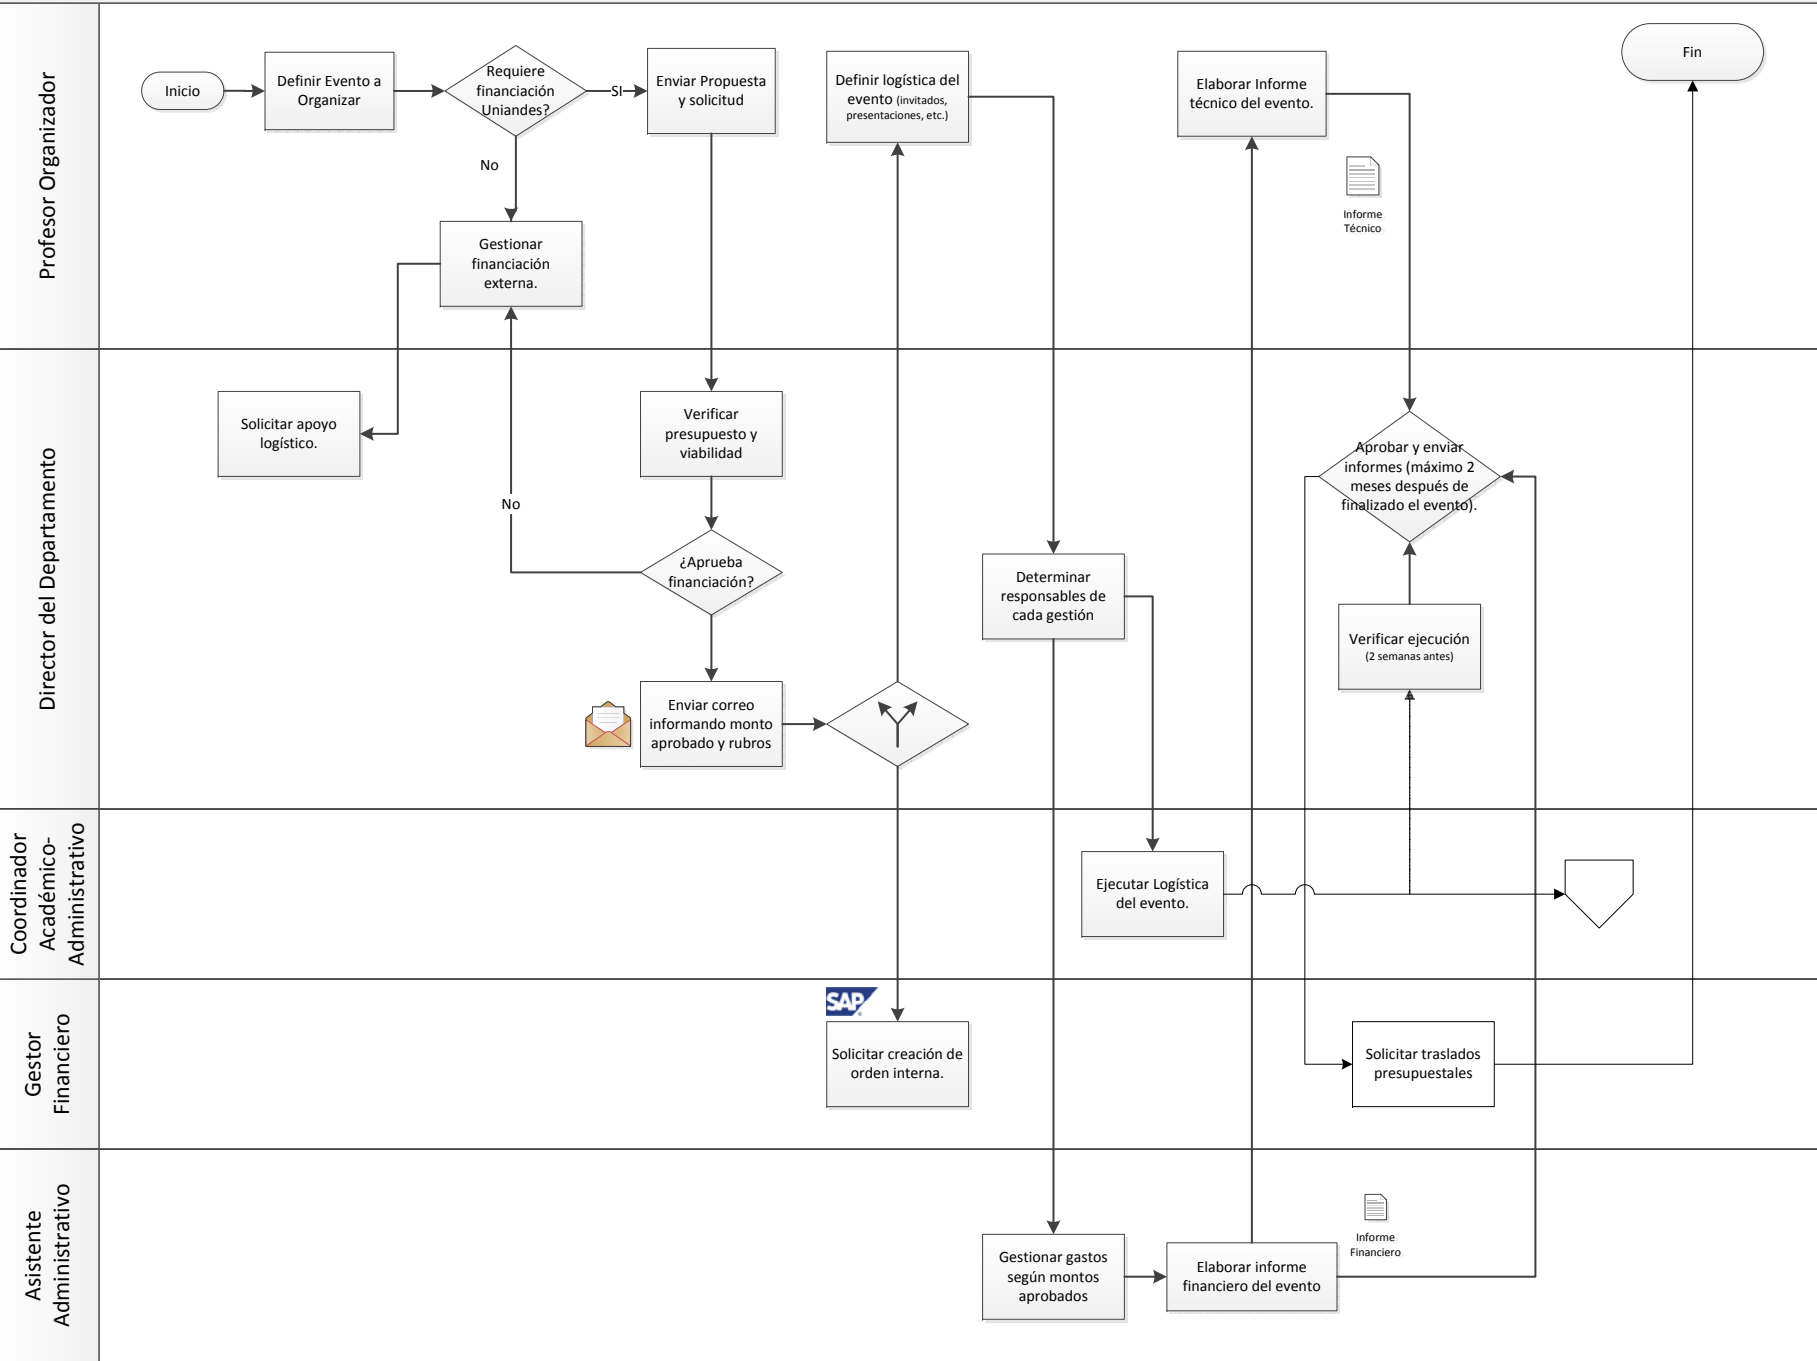 Profesor Organizador
Inicio
Definir Evento a
Organizar
Requiere
financiación
Uniandes?
SI
No
Enviar Propuesta
y solicitud
Gestionar
financiación
externa.
Definir logística del
evento (invitados,
presentaciones, etc.)
Elaborar Informe
técnico del evento.
Informe
Técnico
Fin
Director del Departamento
Solicitar apoyo
logístico.
No
Verificar
presupuesto y
viabilidad
¿Aprueba
financiación?
Enviar correo
informando monto
aprobado y rubros
Determinar
responsables de
cada gestión
Aprobar y enviar
informes (máximo 2
meses después de
finalizado el evento).
Verificar ejecución
(2 semanas antes)
Coordinador
Académico-
Administrativo
Ejecutar Logística
del evento.
Gestor
Financiero
SAP
Solicitar creación de
orden interna.
Solicitar traslados
presupuestales
Asistente
Administrativo
Gestionar gastos
según montos
aprobados
Elaborar informe
financiero del evento
Informe
Financiero